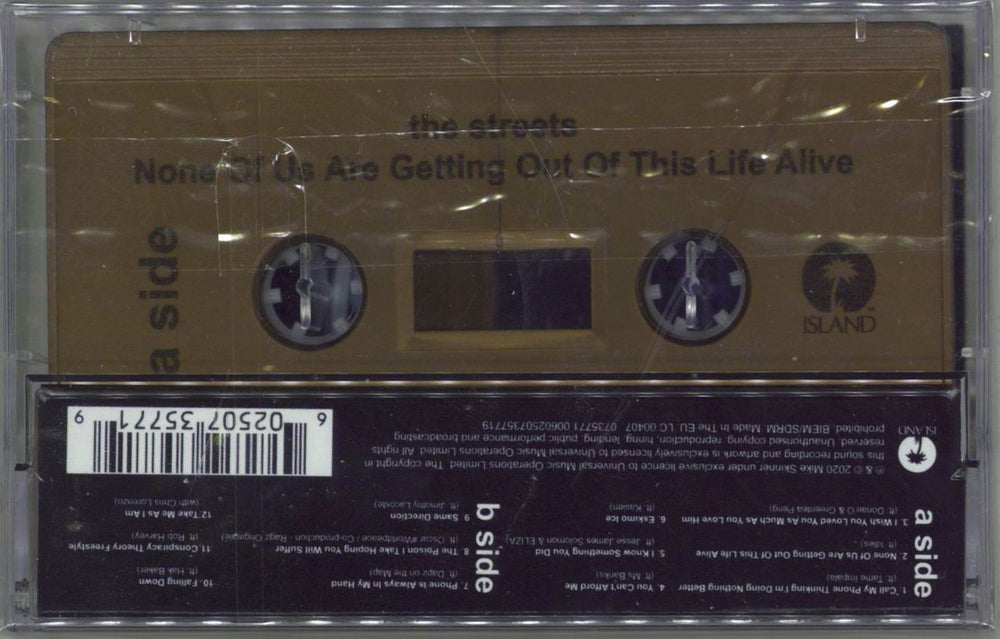 the streets
None Of Us Are Getting Out Of This Life Alive
a side
ISLAND
a side
1. Call My Phone Thinking I'm Doing Nothing Better
(ft. Tame Impala)
2. None Of Us Are Getting Out Of This Life Alive
(ft. Idles)
3. I Wish You Loved You As Much As You Love Him
(ft. Donae'O & Greentea Peng)
4. You Can't Afford Me
(ft. Ms Banks)
5. I Know Something You Did
(ft. Jesse James Solomon & ELIZA)
6. Eskimo Ice
(ft. Kasien)
b side
7. Phone Is Always In My Hand
(ft. Dapz on the Map)
8. The Poison I Take Hoping You Will Suffer
(ft. Oscar #Worldpeace / Co-production - Ragz Originale)
9. Same Direction
(ft. Jimothy Lacoste)
10. Falling Down
(ft. Hak Baker)
11. Conspiracy Theory Freestyle
(ft. Rob Harvey)
12. Take Me As I Am
(with Chris Lorenzo)
℗ & © 2020 Mike Skinner under exclusive licence to Universal Music Operations Limited. The copyright in
this sound recording and artwork is exclusively licensed to Universal Music Operations Limited. All rights
reserved. Unauthorised copying, reproduction, hiring, lending, public performance and broadcasting
prohibited. BIEM/SDRM. Made in The EU. LC 00407 0735771 00602507357719
ISLAND
6 02507 35771 9